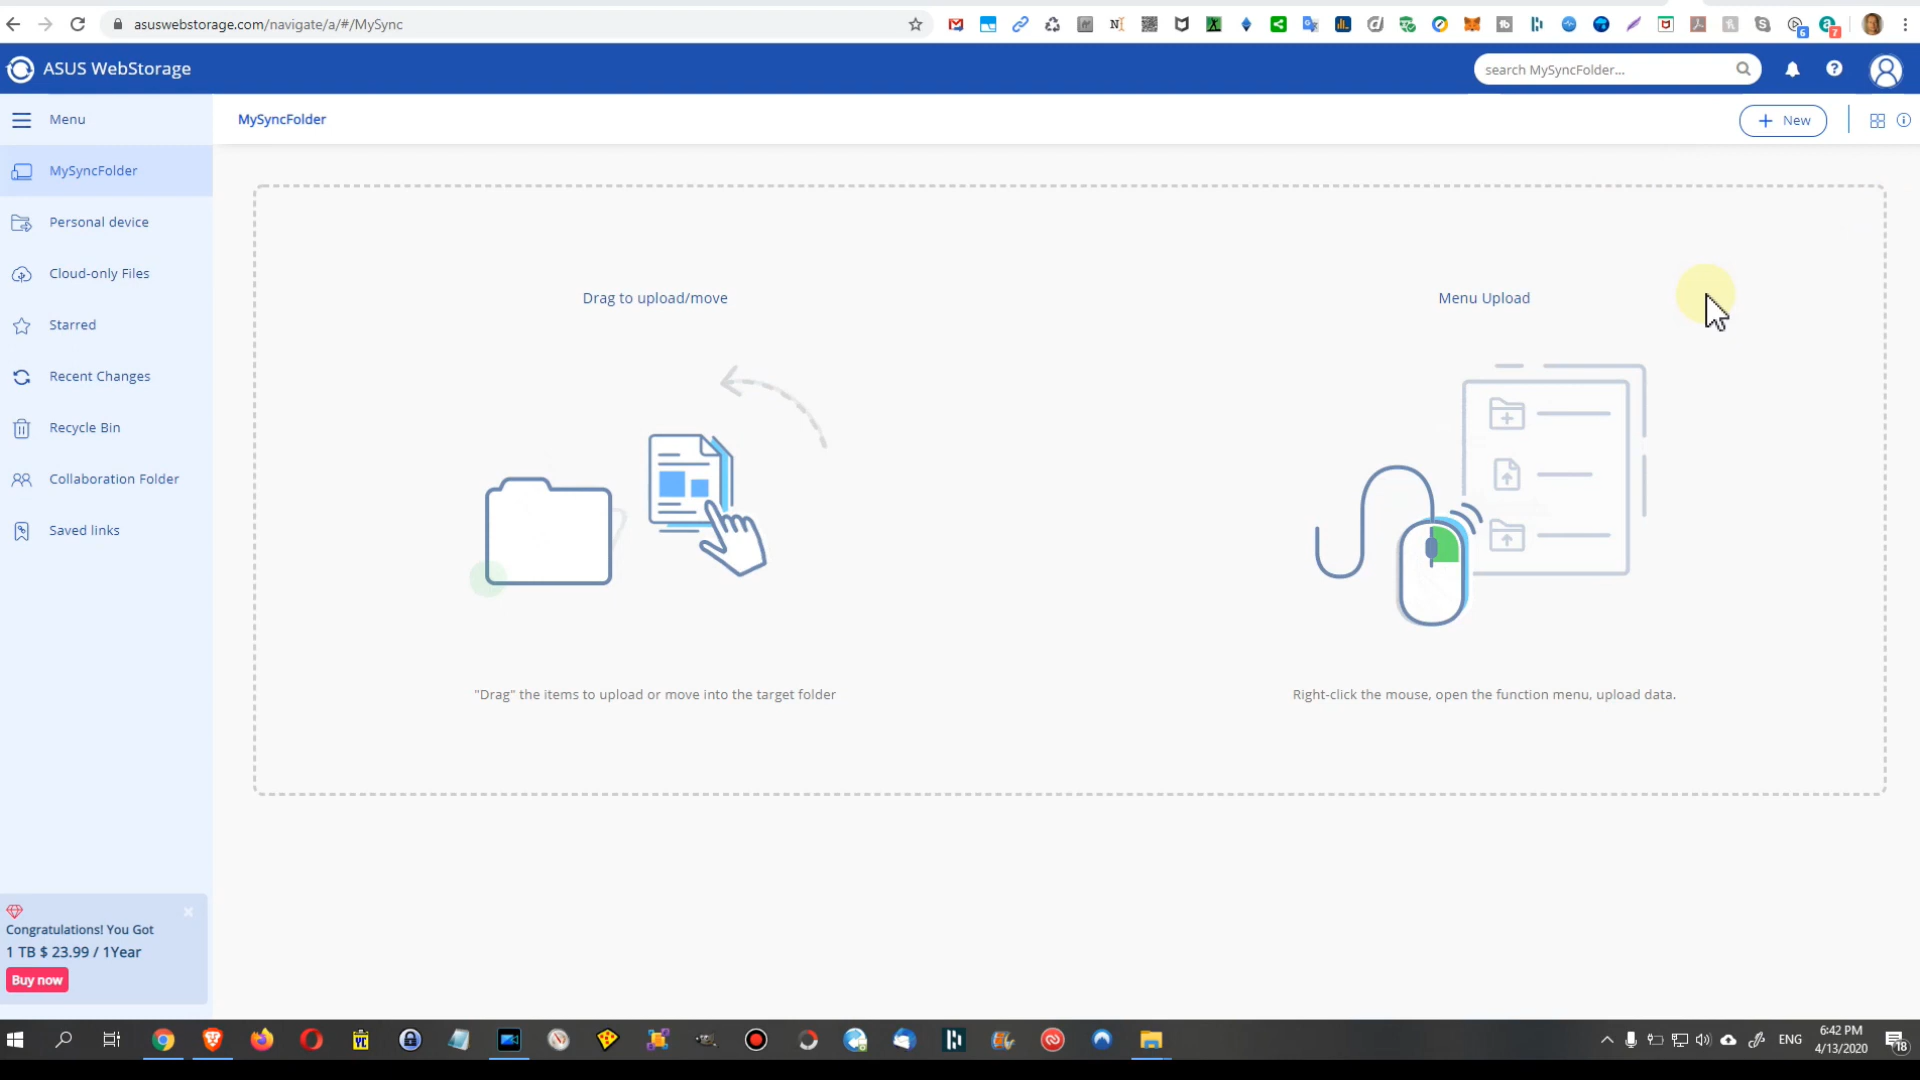 asuswebstorage.com/navigate/a/#/MySync
6
7
ASUS WebStorage
search MySyncFolder...
Menu
MySyncFolder
New
MySyncFolder
Personal device
Cloud-only Files
Starred
Recent Changes
Recycle Bin
Collaboration Folder
Saved links
Drag to upload/move
Menu Upload
"Drag" the items to upload or move into the target folder
Right-click the mouse, open the function menu, upload data.
Congratulations! You Got
1 TB $ 23.99 / 1Year
Buy now
ENG
6:42 PM
4/13/2020
18